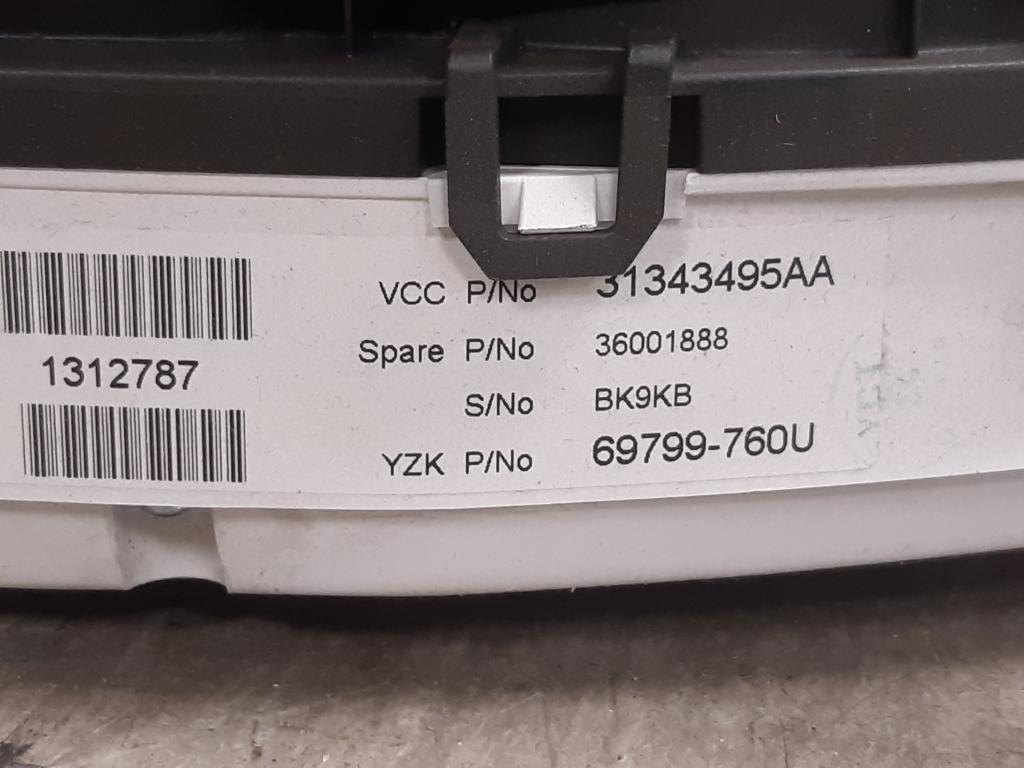 VCC P/No 31343495AA
Spare P/No 36001888
1312787
S/No BK9KB
YZK P/No 69799-760U